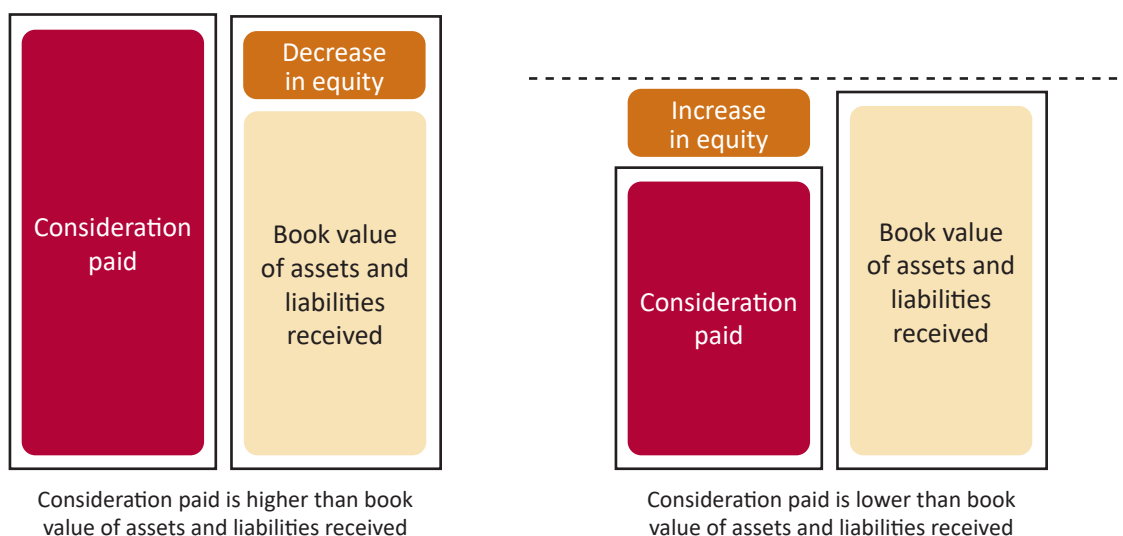 Consideration
paid
Decrease
in equity
Book value
of assets and
liabilities
received
Consideration paid is higher than book
value of assets and liabilities received
Increase
in equity
Consideration
paid
Book value
of assets and
liabilities
received
Consideration paid is lower than book
value of assets and liabilities received